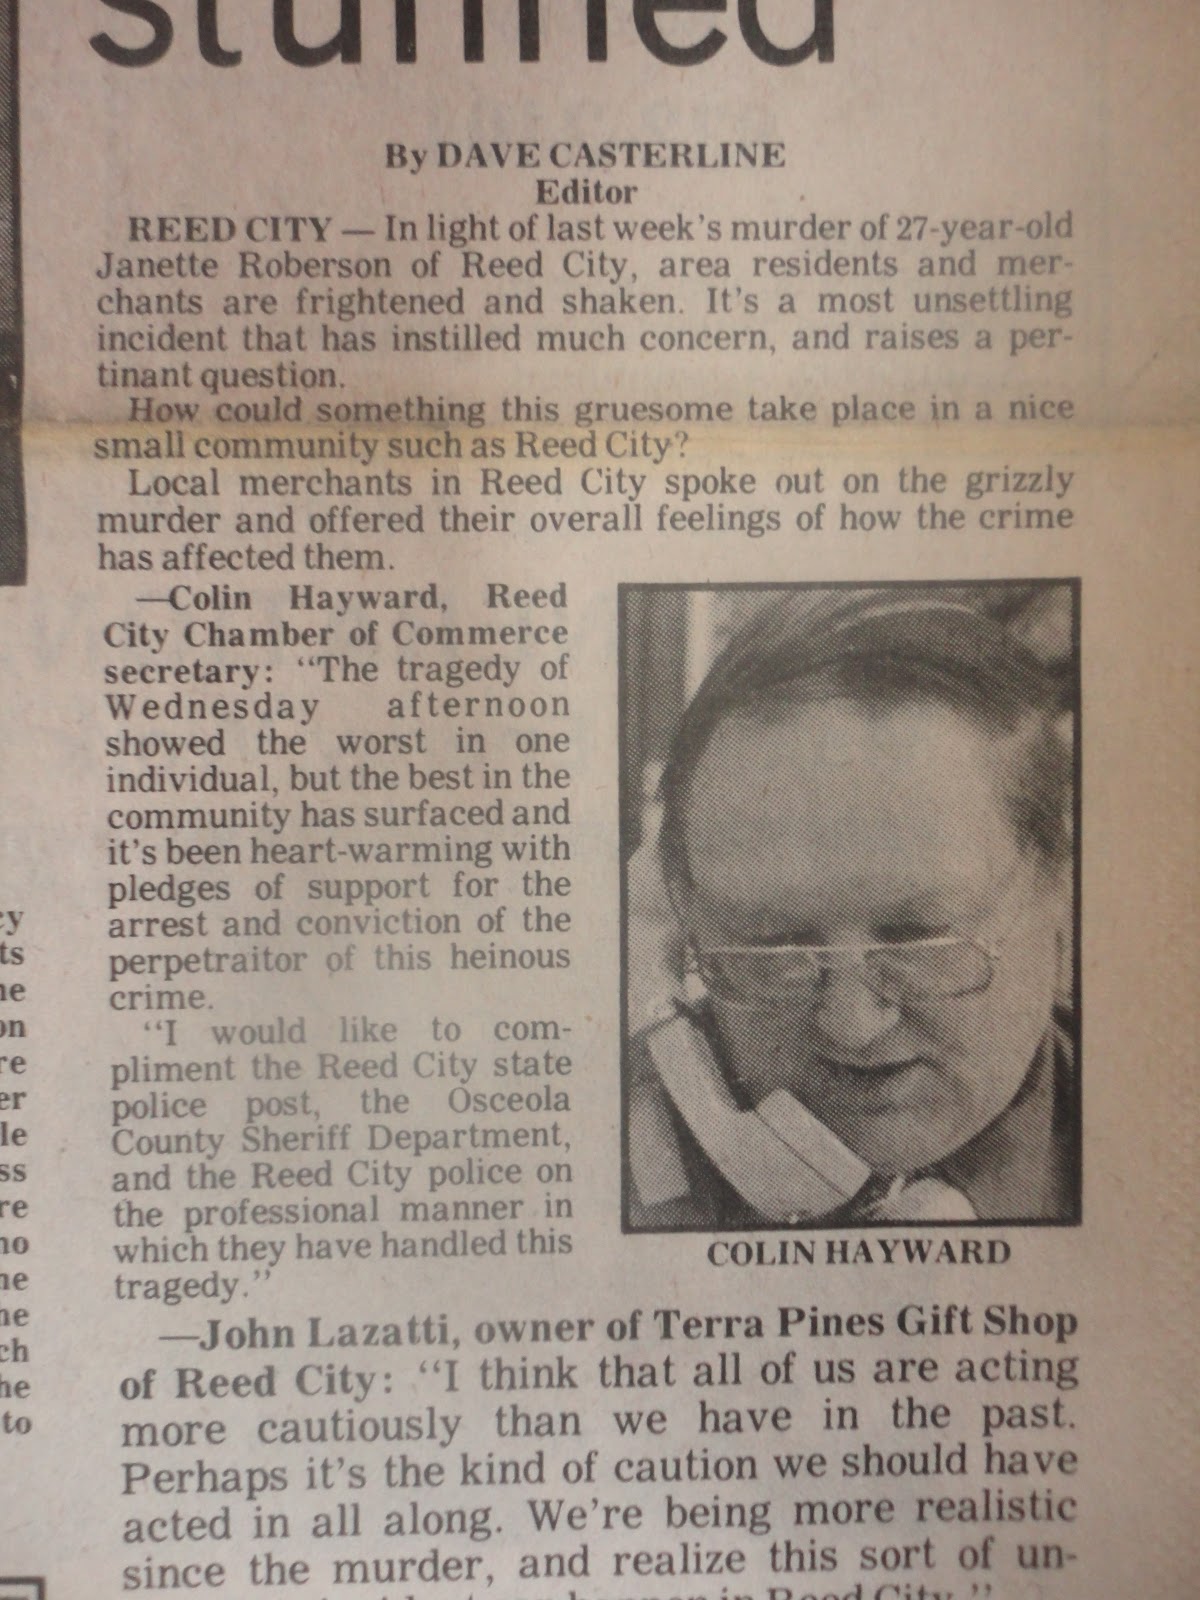 stunned
By DAVE CASTERLINE
Editor
REED CITY — In light of last week's murder of 27-year-old
Janette Roberson of Reed City, area residents and mer-
chants are frightened and shaken. It's a most unsettling
incident that has instilled much concern, and raises a per-
tinant question.
How could something this gruesome take place in a nice
small community such as Reed City?
Local merchants in Reed City spoke out on the grizzly
murder and offered their overall feelings of how the crime
has affected them.
—Colin Hayward, Reed
City Chamber of Commerce
secretary: "The tragedy of
Wednesday afternoon
showed the worst in one
individual, but the best in the
community has surfaced and
it's been heart-warming with
pledges of support for the
arrest and conviction of the
perpetraitor of this heinous
crime.
"I would like to com-
pliment the Reed City state
police post, the Osceola
County Sheriff Department,
and the Reed City police on
the professional manner in
which they have handled this
tragedy."
COLIN HAYWARD
—John Lazatti, owner of Terra Pines Gift Shop
of Reed City: "I think that all of us are acting
more cautiously than we have in the past.
Perhaps it's the kind of caution we should have
acted in all along. We're being more realistic
since the murder, and realize this sort of un-
happen in Reed City."